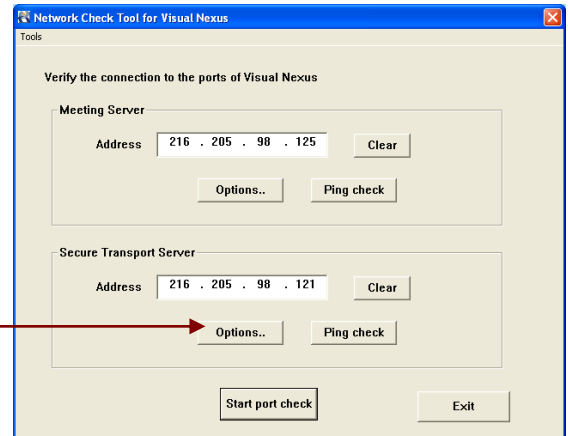 Network Check Tool for Visual Nexus
Tools
Verify the connection to the ports of Visual Nexus
Meeting Server
Address 216 . 205 . 98 . 125 Clear
Options.. Ping check
Secure Transport Server
Address 216 . 205 . 98 . 121 Clear
Options.. Ping check
Start port check Exit